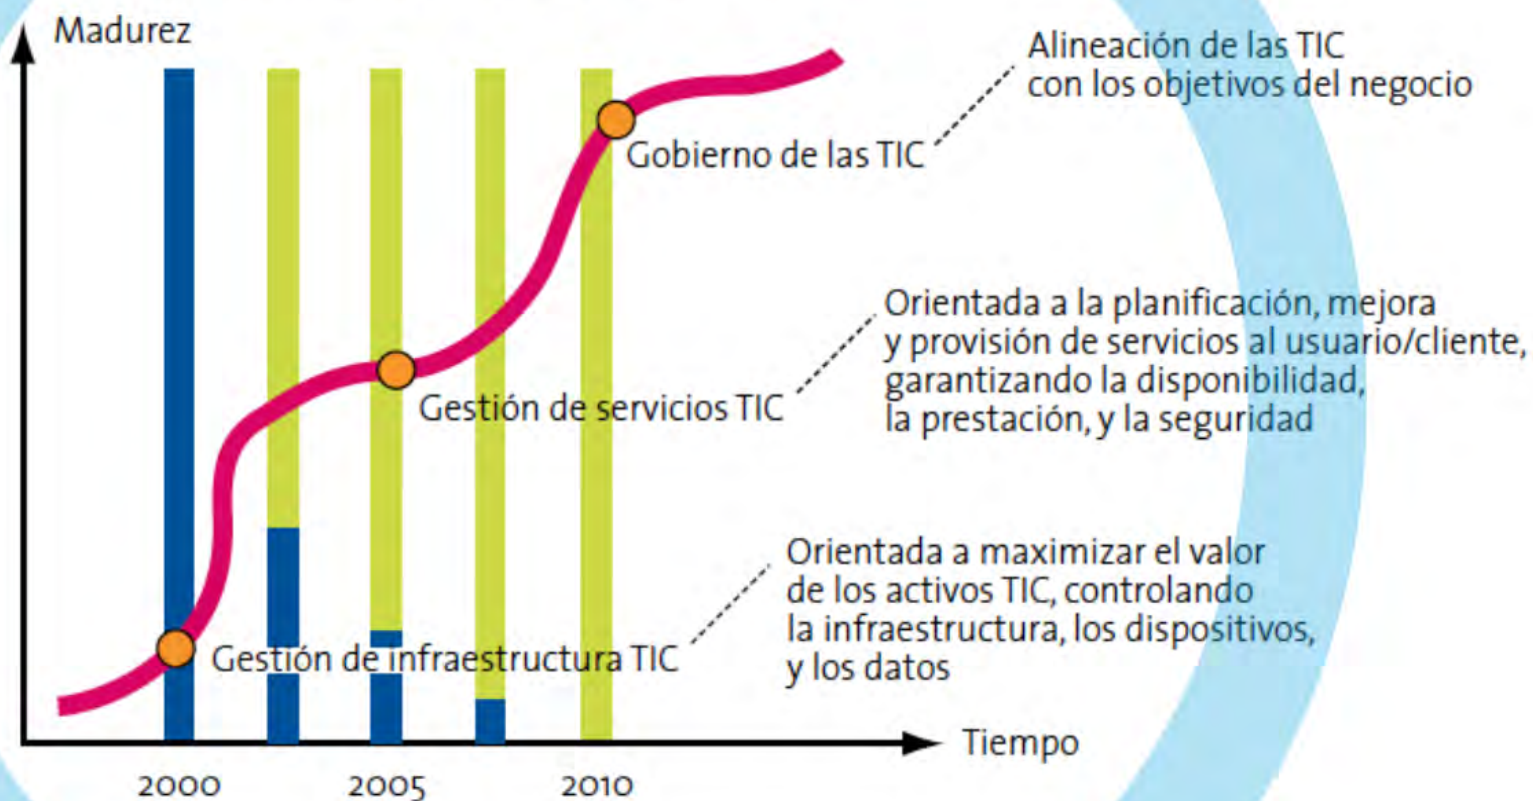 Madurez
Alineación de las TIC
con los objetivos del negocio
Gobierno de las TIC
Orientada a la planificación, mejora
y provisión de servicios al usuario/cliente,
garantizando la disponibilidad,
la prestación, y la seguridad
Gestión de servicios TIC
Orientada a maximizar el valor
de los activos TIC, controlando
la infraestructura, los dispositivos,
y los datos
Gestión de infraestructura TIC
Tiempo
2000
2005
2010